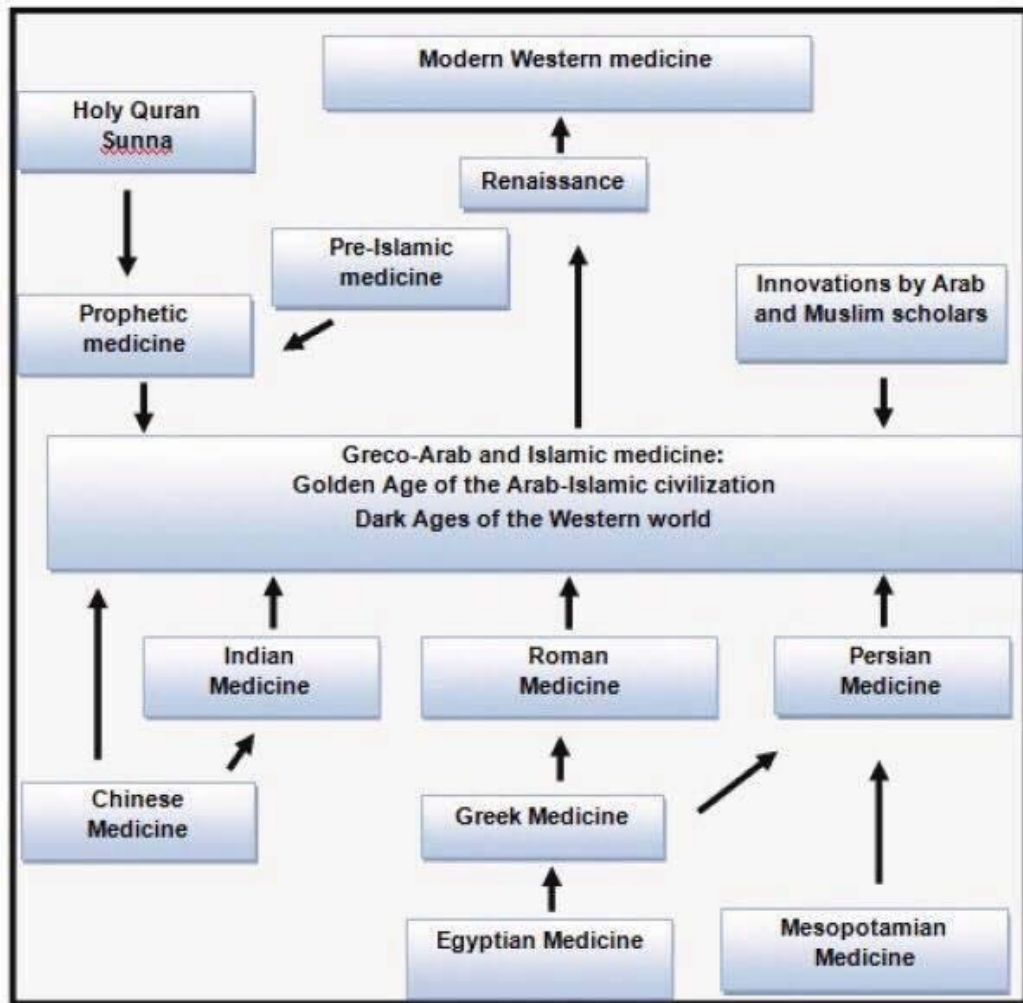 Modern Western medicine
Holy Quran
Sunna
Renaissance
Pre-Islamic
medicine
Innovations by Arab
and Muslim scholars
Prophetic
medicine
Greco-Arab and Islamic medicine:
Golden Age of the Arab-Islamic civilization
Dark Ages of the Western world
Indian
Medicine
Roman
Medicine
Persian
Medicine
Chinese
Medicine
Greek Medicine
Egyptian Medicine
Mesopotamian
Medicine